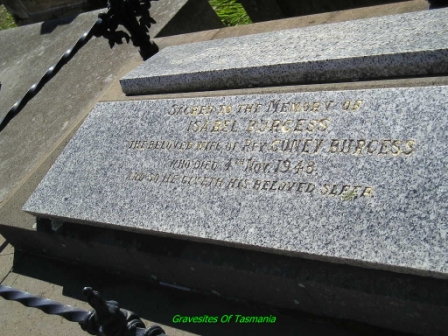 SACRED TO THE MEMORY OF
ISABEL BURGESS
THE BELOVED WIFE OF REV. GUNEY BURGESS
WHO DIED 4TH NOV. 1948.
AND SO HE GIVETH HIS BELOVED SLEEP.
Gravesites Of Tasmania